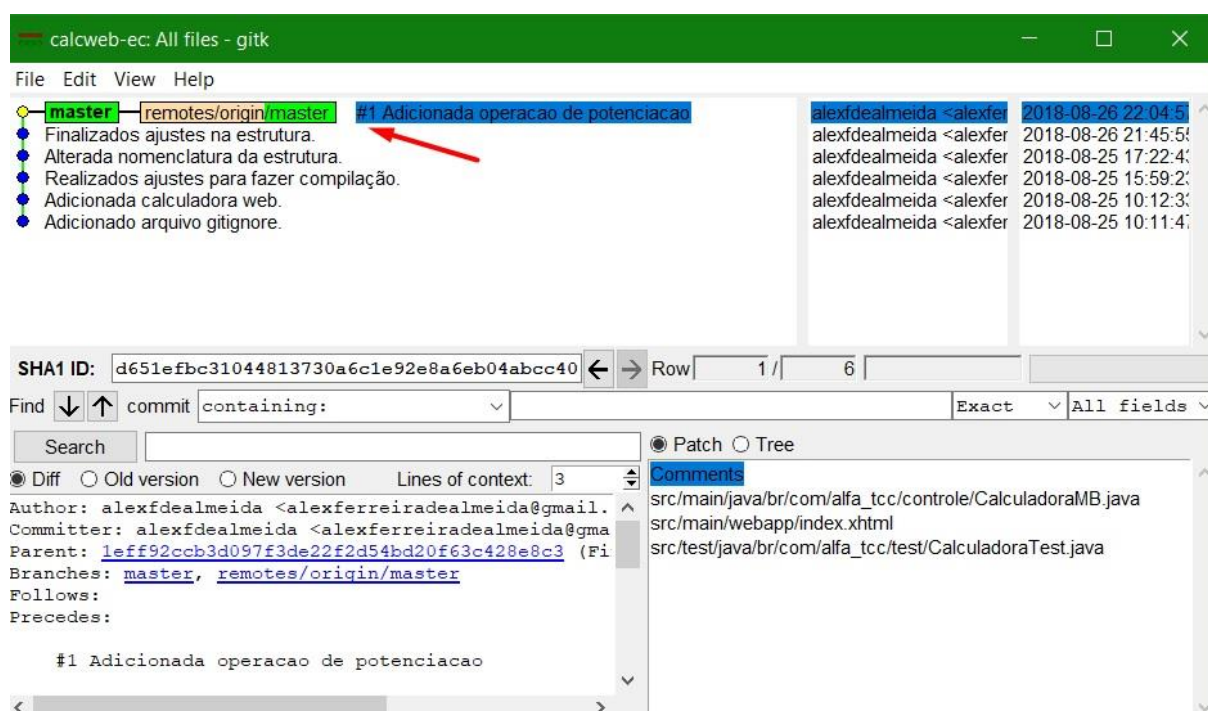 calcweb-ec: All files - gitk
File Edit View Help
master remotes/origin/master #1 Adicionada operacao de potenciacao alexfdealmeida <alexfer 2018-08-26 22:04:5
Finalizados ajustes na estrutura. alexfdealmeida <alexfer 2018-08-26 21:45:5
Alterada nomenclatura da estrutura. alexfdealmeida <alexfer 2018-08-25 17:22:4
Realizados ajustes para fazer compilação. alexfdealmeida <alexfer 2018-08-25 15:59:2
Adicionada calculadora web. alexfdealmeida <alexfer 2018-08-25 10:12:3
Adicionado arquivo gitignore. alexfdealmeida <alexfer 2018-08-25 10:11:4
SHA1 ID: d651efbc31044813730a6c1e92e8a6eb04abcc40 Row 1 / 6
Find commit containing: Exact All fields
Search Patch Tree
Diff Old version New version Lines of context: 3
Comments
src/main/java/br/com/alfa_tcc/controle/CalculadoraMB.java
src/main/webapp/index.xhtml
src/test/java/br/com/alfa_tcc/test/CalculadoraTest.java
Author: alexfdealmeida <alexferreiradealmeida@gmail.
Committer: alexfdealmeida <alexferreiradealmeida@gma
Parent: 1eff92ccb3d097f3de22f2d54bd20f63c428e8c3 (Fi
Branches: master, remotes/origin/master
Follows:
Precedes:
#1 Adicionada operacao de potenciacao